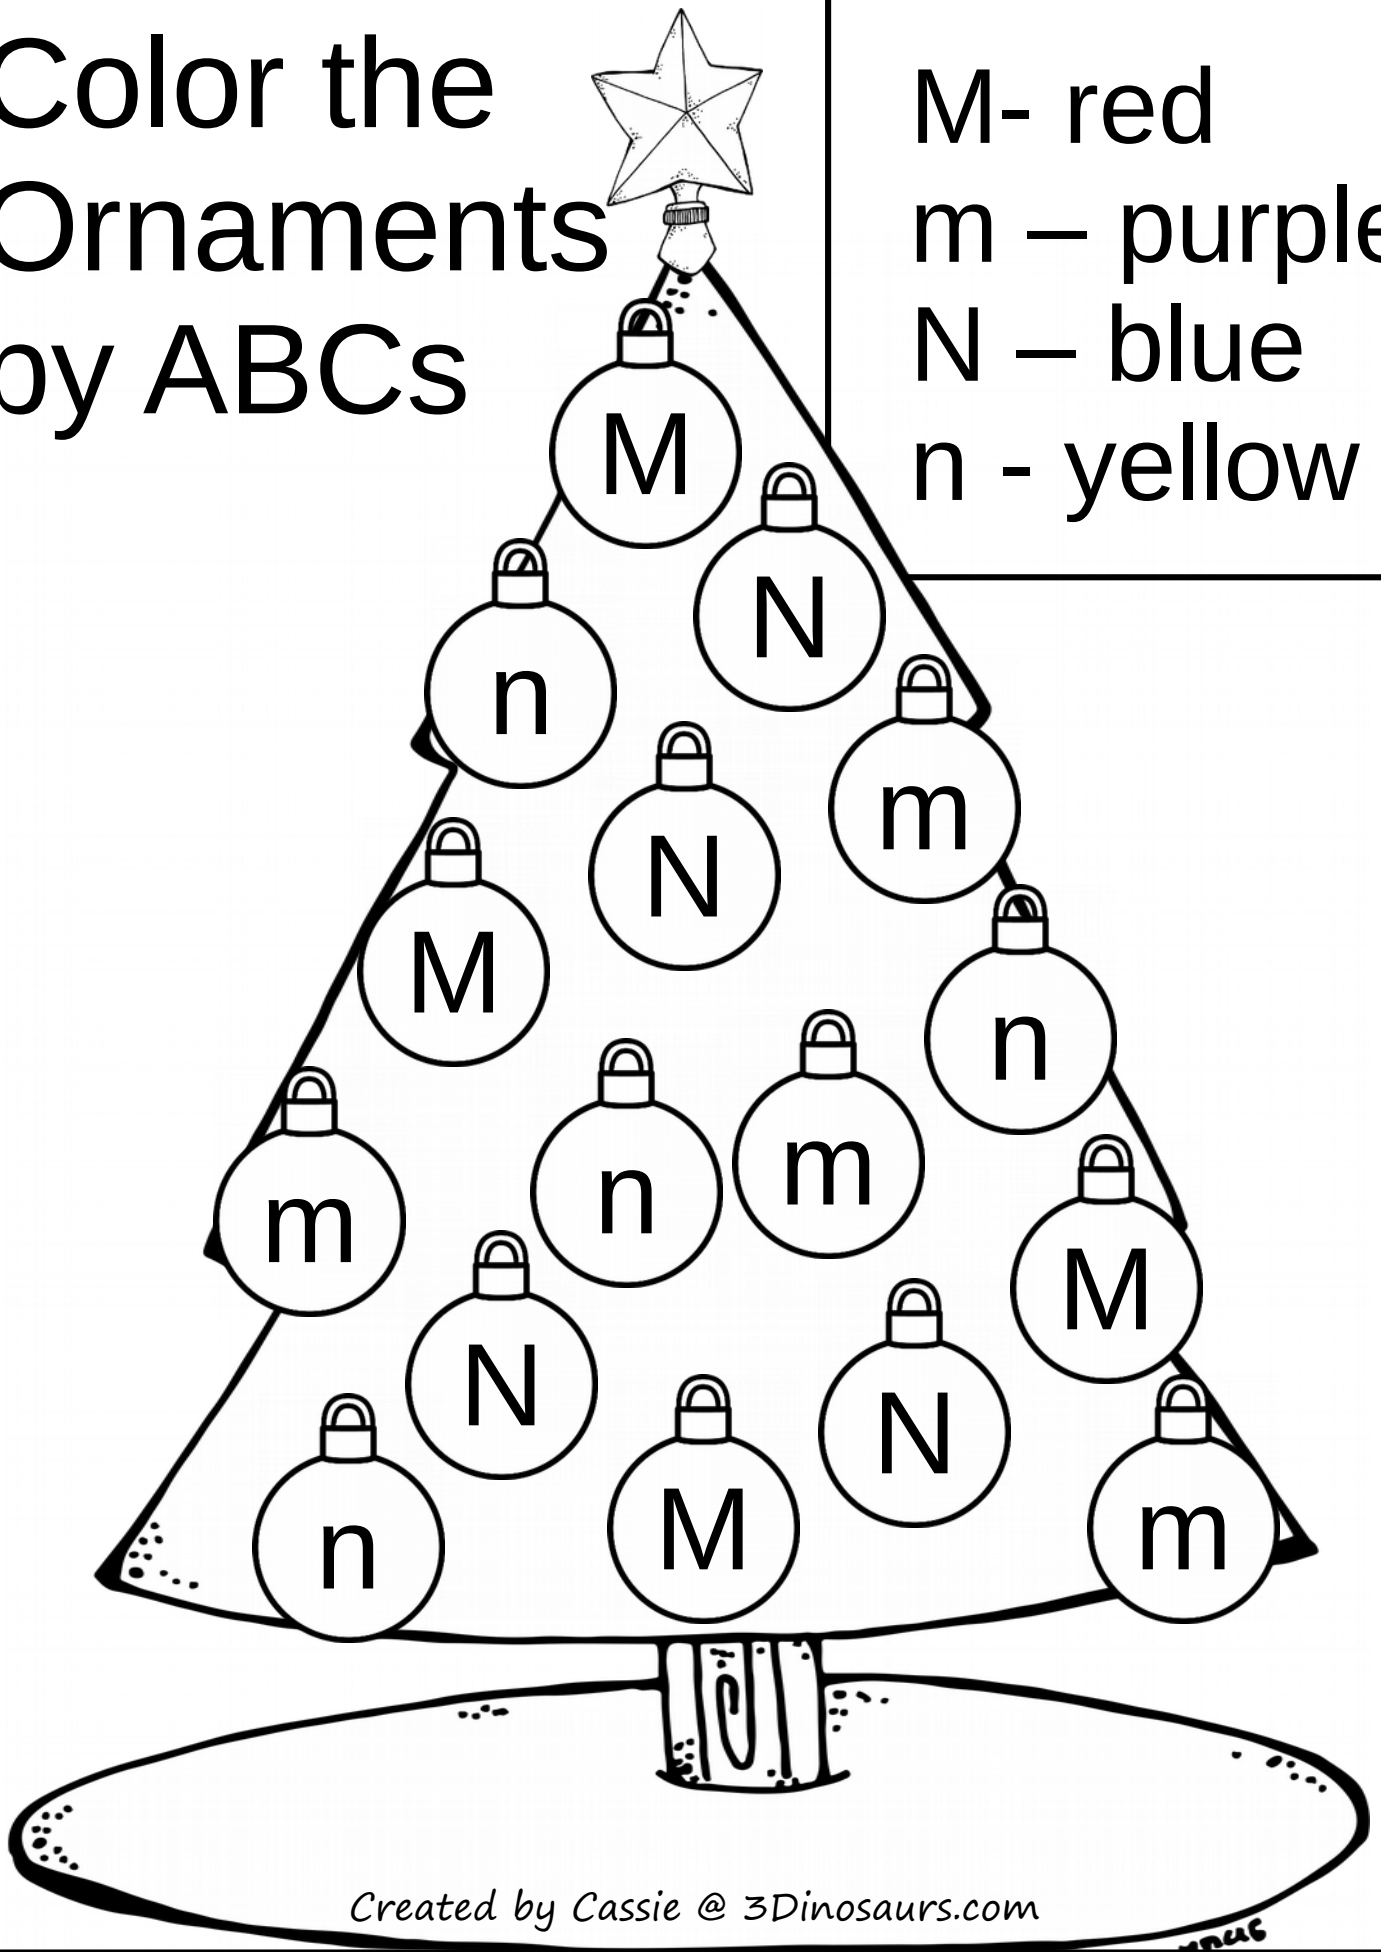 Color the
Ornaments
by ABCs
M- red
m – purple
N – blue
n - yellow
M
N
n
m
N
M
n
m
n
m
M
N
N
n
M
m
Created by Cassie @ 3Dinosaurs.com